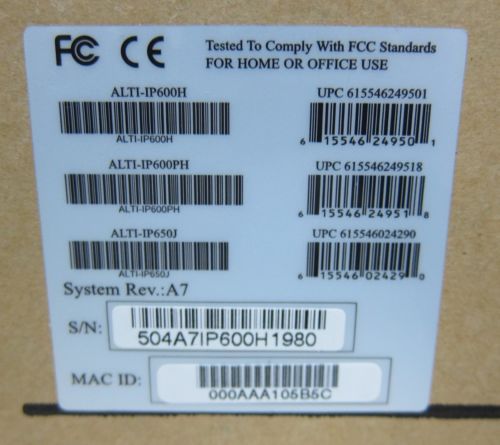 FC CE Tested To Comply With FCC Standards
FOR HOME OR OFFICE USE
ALTI-IP600H UPC 615546249501
ALTI-IP600H 6 15546 24950 1
ALTI-IP600PH UPC 615546249518
ALTI-IP600PH 6 15546 24951 8
ALTI-IP650J UPC 615546024290
ALTI-IP650J 6 15546 02429 0
System Rev.:A7
S/N: 504A7IP600H1980
MAC ID: 000AAA105B5C